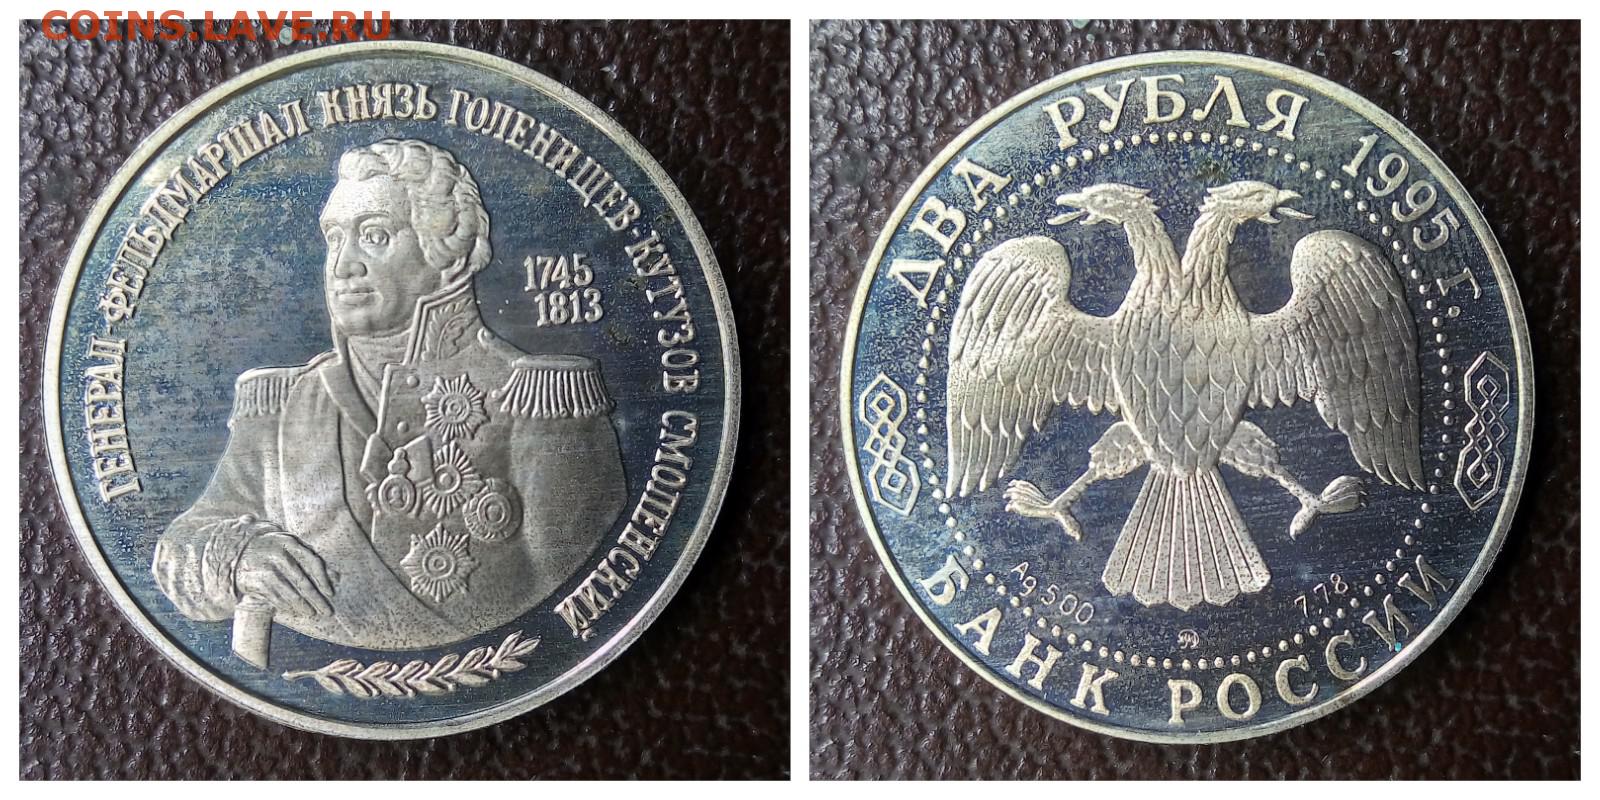 COINS.LAVE.RU
ГЕНЕРАЛ-ФЕЛЬДМАРШАЛ КНЯЗЬ ГОЛЕНИЩЕВ-КУТУЗОВ СМОЛЕНСКИЙ
1745
1813
ДВА РУБЛЯ 1995 г.
Ag 500
7.78
БАНК РОССИИ